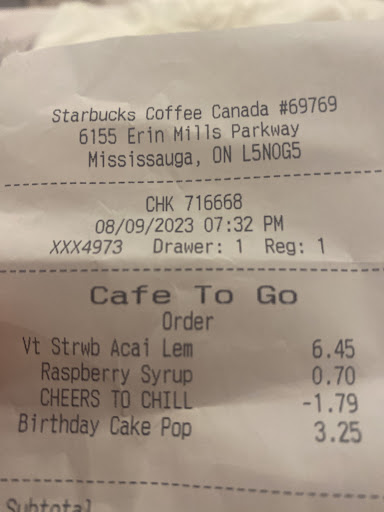 Starbucks Coffee Canada #69769
6155 Erin Mills Parkway
Mississauga, ON L5N0G5
CHK 716668
08/09/2023 07:32 PM
XXX4973 Drawer: 1 Reg: 1
Cafe To Go
Order
Vt Strwb Acai Lem 6.45
Raspberry Syrup 0.70
CHEERS TO CHILL -1.79
Birthday Cake Pop 3.25
Subtotal